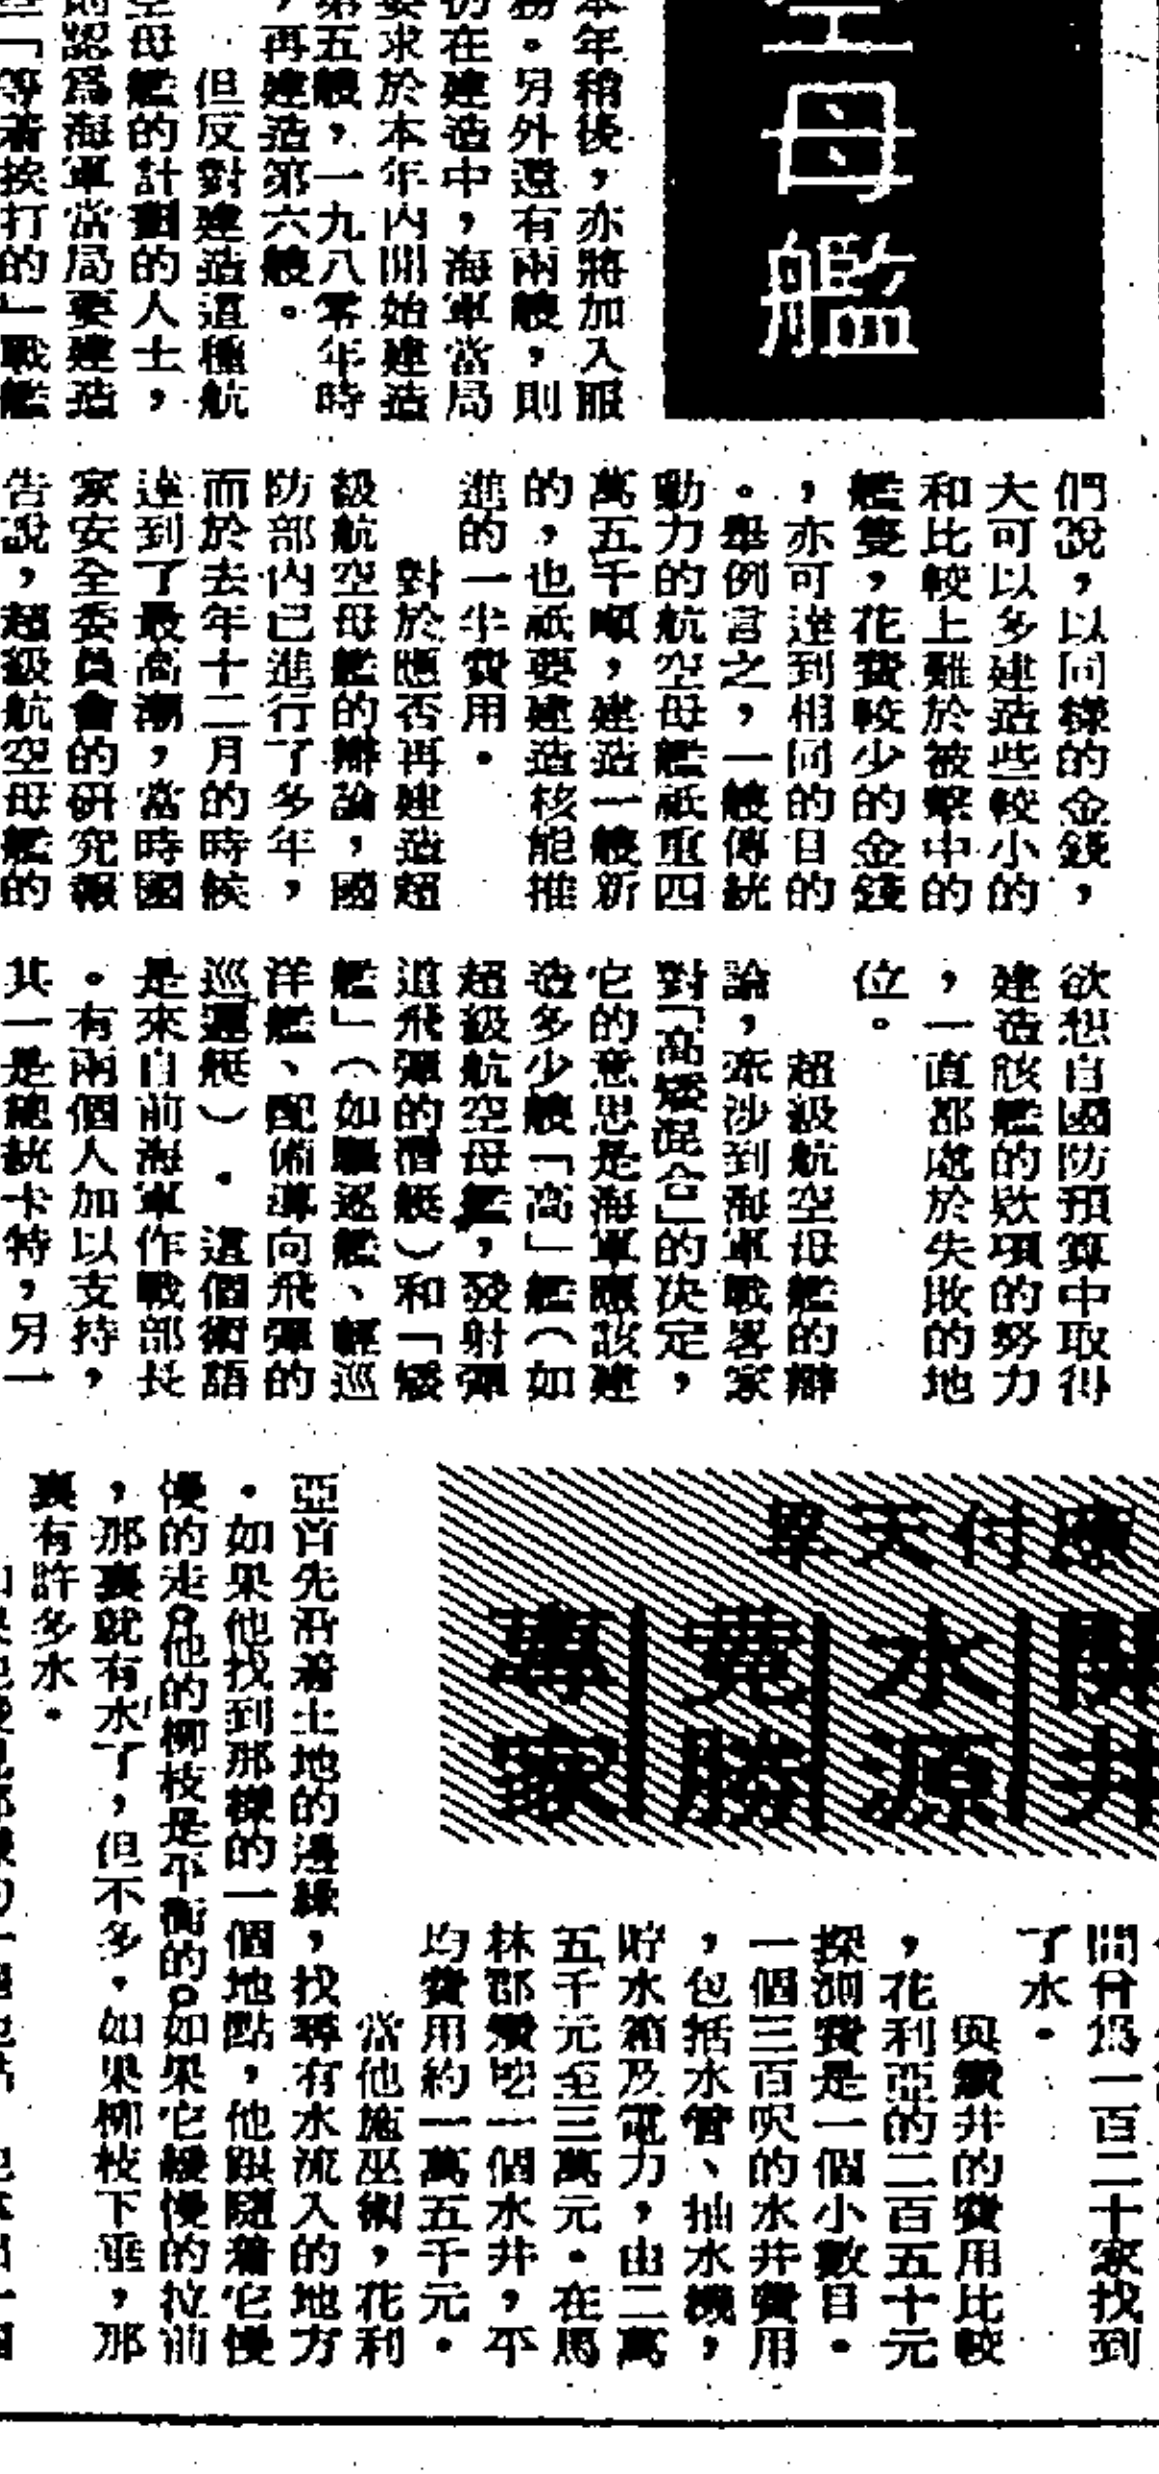 母艦
本年稍後，亦將加入服
務。另外還有兩艘，則
仍在建造中，海軍當局
要求於本年內開始建造
第五艘，一九八零年時
，再建造第六艘。
但反對建造這種航
空母艦的計劃的人士，
則認爲海軍當局要建造
些「等着挨打的」戰艦
們說，以同樣的金錢，
大可以多建造些較小的
和比較上難於被擊中的
艦隻，花費較少的金錢
，亦可達到相同的目的
。舉例言之，一艘傳統
動力的航空母艦祇重四
萬五千噸，建造一艘新
的，也祇要建造核能推
進的一半費用。
對於應否再建造超
級航空母艦的辯論，國
防部內已進行了多年，
而於去年十二月的時候
達到了最高潮，當時國
家安全委員會的研究報
告說，超級航空母艦的
欲想自國防預算中取得
建造該艦的欵項的努力
，一直都處於失敗的地
位。
超級航空母艦的辯
論，牽涉到海軍戰畧家
對「高矮混合」的决定，
它的意思是海軍應該建
造多少艘「高」艦（如
超級航空母艦，發射彈
道飛彈的潛艇）和「矮
艦」（如驅逐艦、輕巡
洋艦、配備導向飛彈的
巡邏艇）．這個術語
是來自前海軍作戰部長
。有兩個人加以支持，
其一是總統卡特，另一
應付天旱
開井
水源
覓勝
專家
間曾爲一百二十家找到
了水．
與鑽井的費用比較
，花利亞的二百五十元
探測費是一個小數目．
一個三百呎的水井費用
，包括水管、抽水機，
貯水箱及電力，由二萬
五千元至三萬元．在馬
林郡鑽一個水井，平
均費用約一萬五千元．
當他施巫術，花利
亞首先沿着土地的邊緣，找尋有水流入的地方
．如果他找到那樣的一個地點，他跟隨着它慢
慢的走。他的柳枝是平衡的。如果它緩慢的拉前
，那裏就有水了，但不多．如果柳枝下垂，那
裏有許多水．